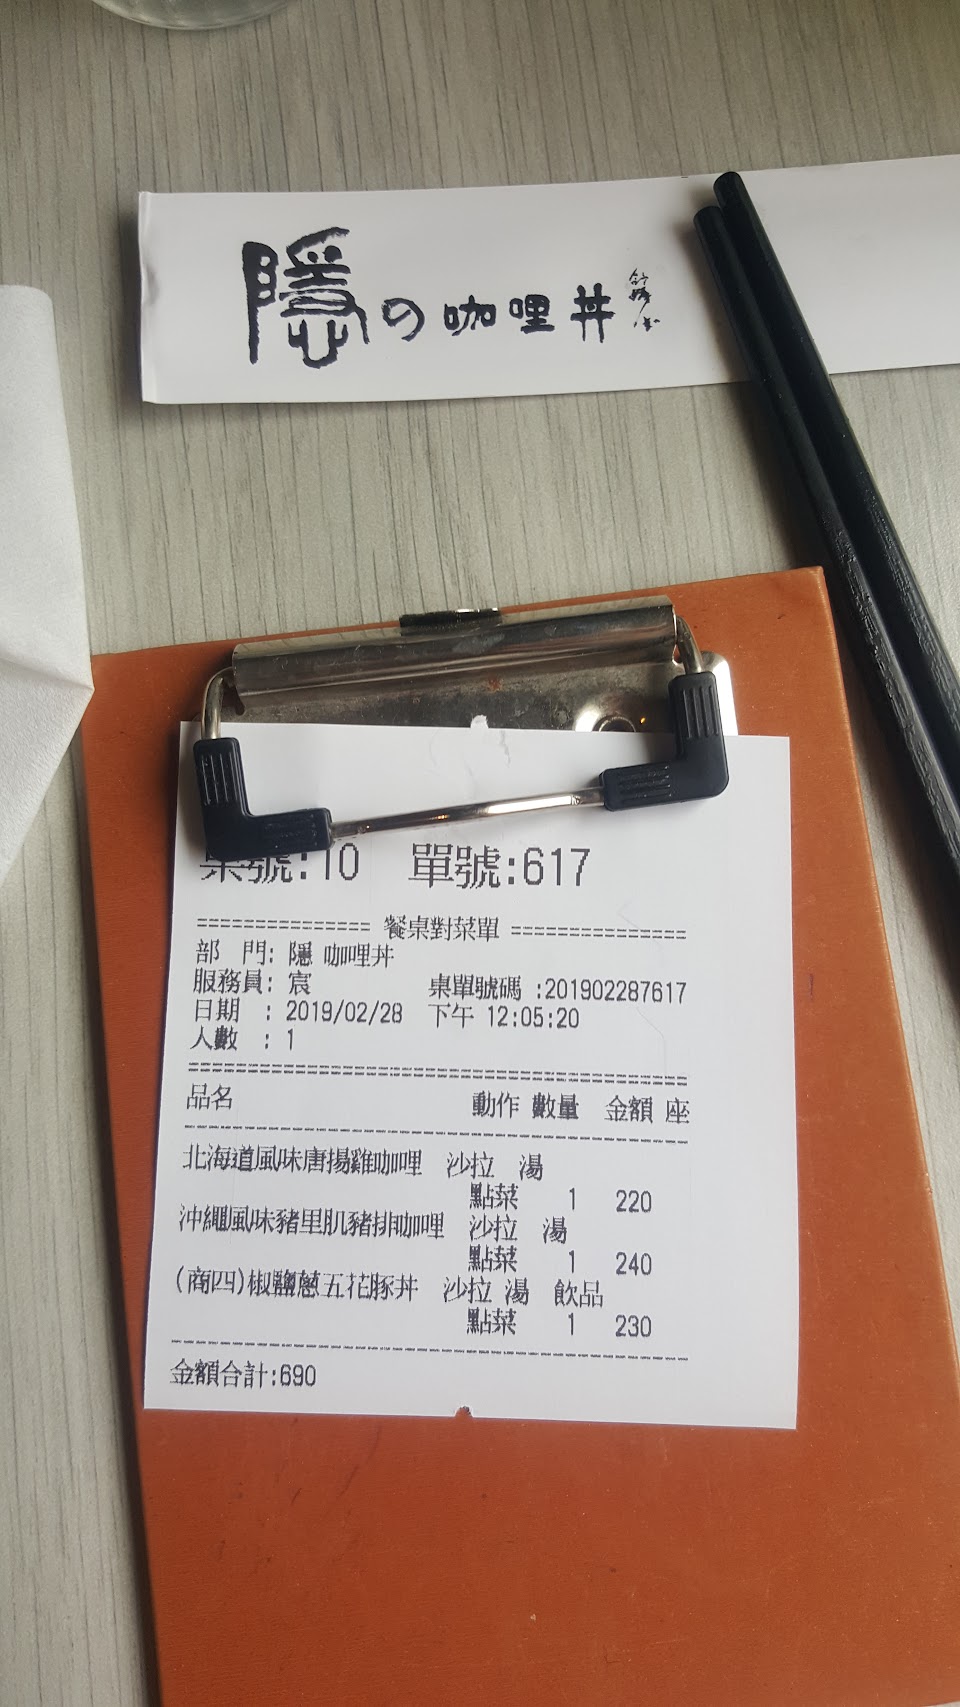 隱の咖哩丼
桌號:10 單號:617
=============== 餐桌對菜單 ===============
部 門: 隱 咖哩丼
服務員: 宸 桌單號碼 :201902287617
日期 : 2019/02/28 下午 12:05:20
人數 : 1
品名 動作 數量 金額 座
北海道風味唐揚雞咖哩 沙拉 湯
點菜 1 220
沖繩風味豬里肌豬排咖哩 沙拉 湯
點菜 1 240
(商四)椒鹽蔥五花豚丼 沙拉 湯 飲品
點菜 1 230
金額合計:690